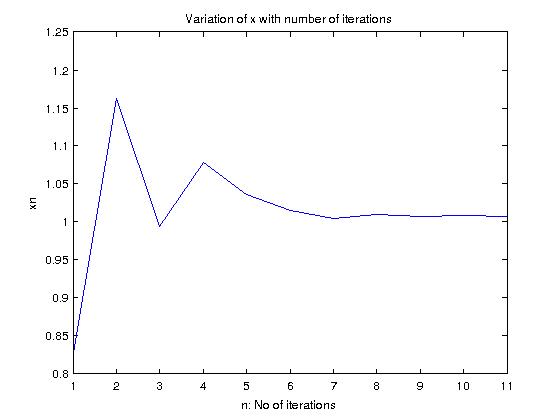 Variation of x with number of iterations
1.25
1.2
1.15
1.1
1.05
1
0.95
0.9
0.85
0.8
xn
1 2 3 4 5 6 7 8 9 10 11
n: No of iterations